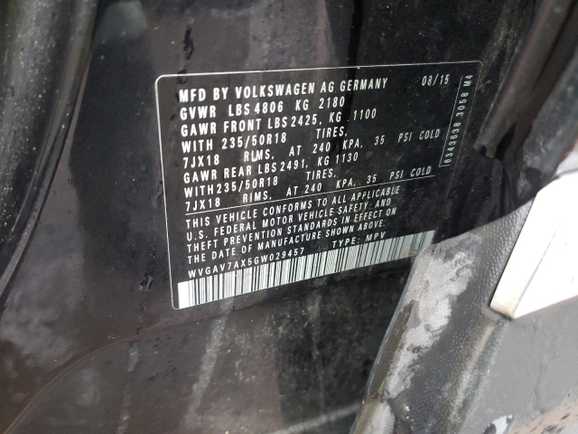 MFD BY VOLKSWAGEN AG GERMANY 08/15
GVWR LBS 4806 KG 2180
GAWR FRONT LBS 2425, KG 1100
WITH 235/50R18 TIRES,
7JX18 RIMS, AT 240 KPA, 35 PSI COLD
GAWR REAR LBS 2491, KG 1130
WITH 235/50R18 TIRES,
7JX18 RIMS, AT 240 KPA, 35 PSI COLD
THIS VEHICLE CONFORMS TO ALL APPLICABLE
U.S. FEDERAL MOTOR VEHICLE SAFETY- AND
THEFT PREVENTION STANDARDS IN EFFECT ON
THE DATE OF MANUFACTURE SHOWN ABOVE.
WVGAV7AX5GW029457 TYPE: MPV